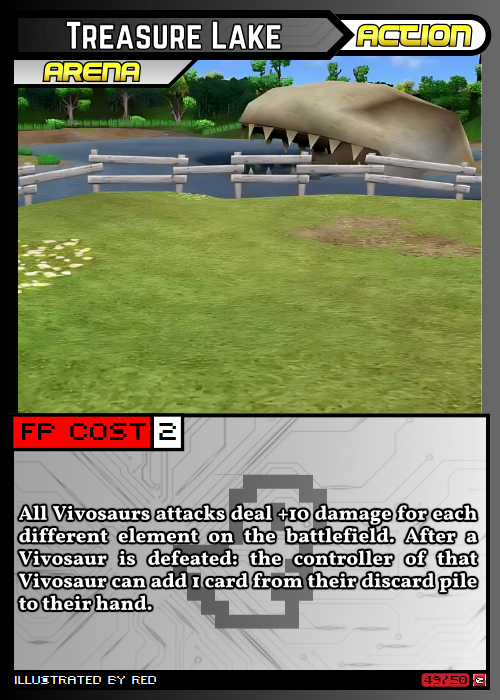 TREASURE LAKE
ACTION
ARENA
FP COST 2
All Vivosaurs attacks deal +10 damage for each
different element on the battlefield. After a
Vivosaur is defeated: the controller of that
Vivosaur can add 1 card from their discard pile
to their hand.
ILLUSTRATED BY RED
49/50